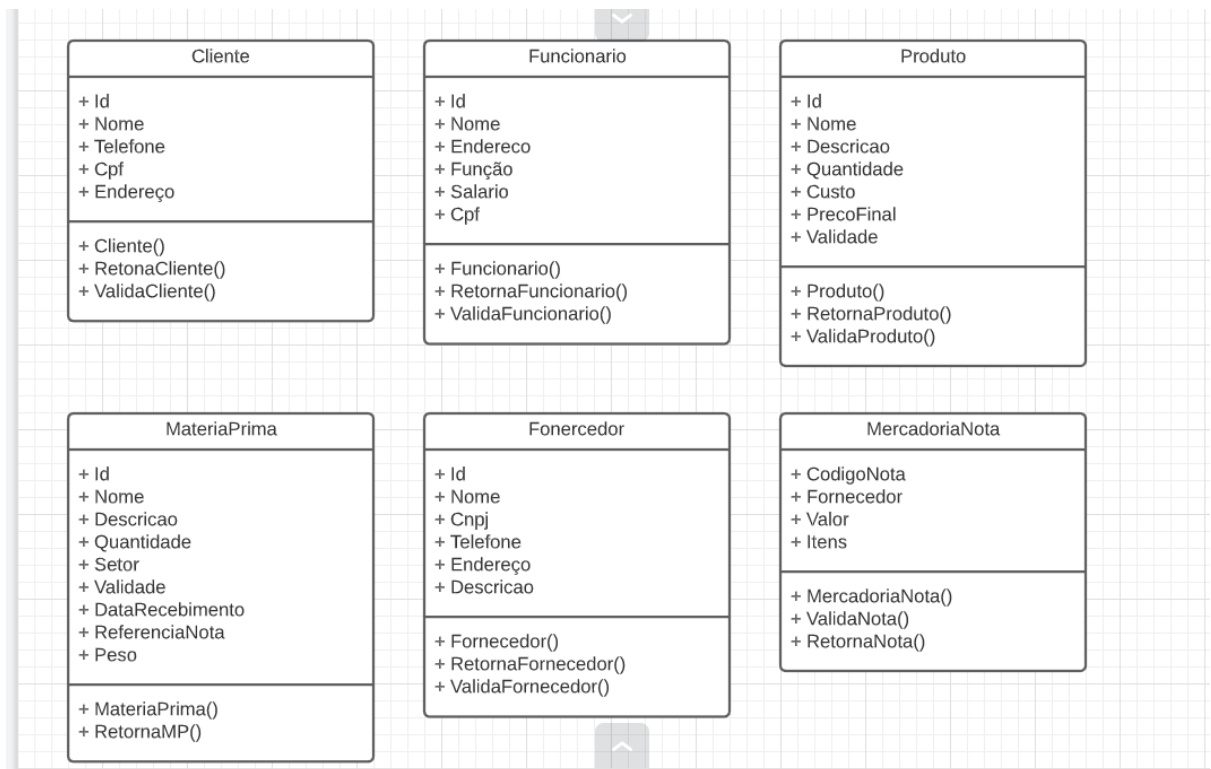 Cliente
+ Id
+ Nome
+ Telefone
+ Cpf
+ Endereço
+ Cliente()
+ RetonaCliente()
+ ValidaCliente()
Funcionario
+ Id
+ Nome
+ Endereco
+ Função
+ Salario
+ Cpf
+ Funcionario()
+ RetornaFuncionario()
+ ValidaFuncionario()
Produto
+ Id
+ Nome
+ Descricao
+ Quantidade
+ Custo
+ PrecoFinal
+ Validade
+ Produto()
+ RetornaProduto()
+ ValidaProduto()
MateriaPrima
+ Id
+ Nome
+ Descricao
+ Quantidade
+ Setor
+ Validade
+ DataRecebimento
+ ReferenciaNota
+ Peso
+ MateriaPrima()
+ RetornaMP()
Fonercedor
+ Id
+ Nome
+ Cnpj
+ Telefone
+ Endereço
+ Descricao
+ Fornecedor()
+ RetornaFornecedor()
+ ValidaFornecedor()
MercadoriaNota
+ CodigoNota
+ Fornecedor
+ Valor
+ Itens
+ MercadoriaNota()
+ ValidaNota()
+ RetornaNota()